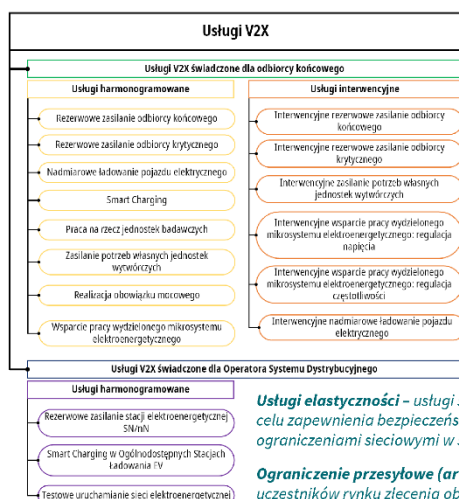 Usługi V2X
Usługi V2X świadczone dla odbiorcy końcowego
Usługi harmonogramowane
Rezerwowe zasilanie odbiorcy końcowego
Rezerwowe zasilanie odbiorcy krytycznego
Nadmiarowe ładowanie pojazdu elektrycznego
Smart Charging
Praca na rzecz jednostek badawczych
Zasilanie potrzeb własnych jednostek
wytwórczych
Realizacja obowiązku mocowego
Wsparcie pracy wydzielonego mikrosystemu
elektroenergetycznego
Usługi interwencyjne
Interwencyjne rezerwowe zasilanie odbiorcy
końcowego
Interwencyjne rezerwowe zasilanie odbiorcy
krytycznego
Interwencyjne zasilanie potrzeb własnych
jednostek wytwórczych
Interwencyjne wsparcie pracy wydzielonego
mikrosystemu elektroenergetycznego: regulacja
napięcia
Interwencyjne wsparcie pracy wydzielonego
mikrosystemu elektroenergetycznego: regulacja
częstotliwości
Interwencyjne nadmiarowe ładowanie pojazdu
elektrycznego
Usługi V2X świadczone dla Operatora Systemu Dystrybucyjnego
Usługi harmonogramowane
Rezerwowe zasilanie stacji elektroenergetycznej
SN/nN
Smart Charging w Ogólnodostępnych Stacjach
Ładowania EV
Testowe uruchamianie sieci elektroenergetycznej
Usługi elastyczności – usługi
celu zapewnienia bezpieczeńs
ograniczeniami sieciowymi w
Ograniczenie przesyłowe (ar
uczestników rynku zlecenia ob